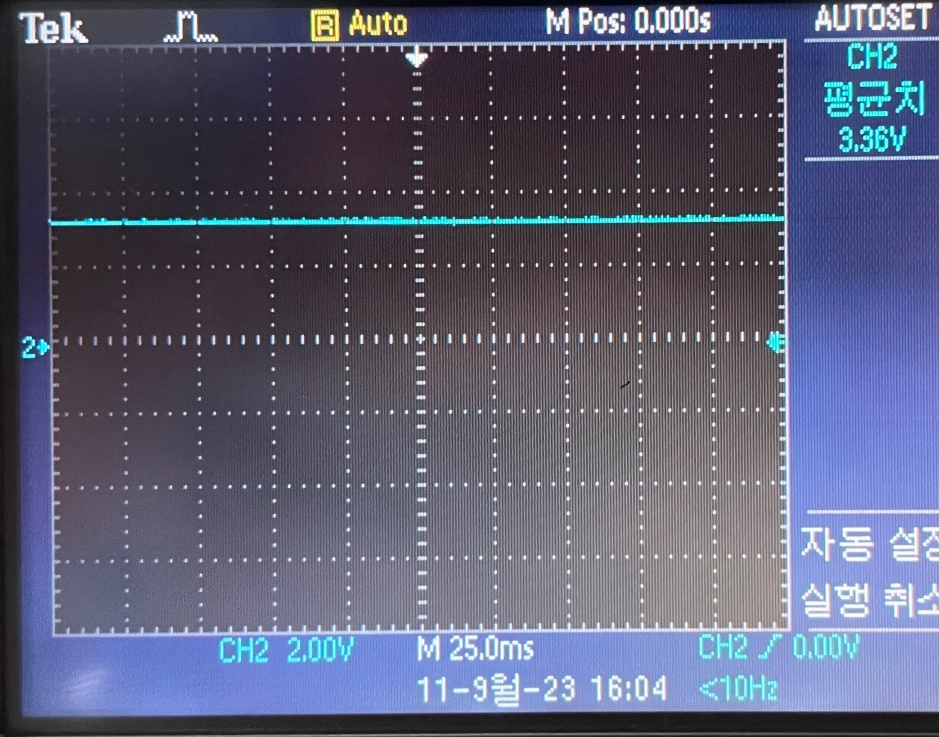 Tek R Auto M Pos: 0.000s AUTOSET
CH2
평균치
3.36V
2
자동 설정
실행 취소
CH2 2.00V M 25.0ms CH2 0.00V
11-9월-23 16:04 <10Hz